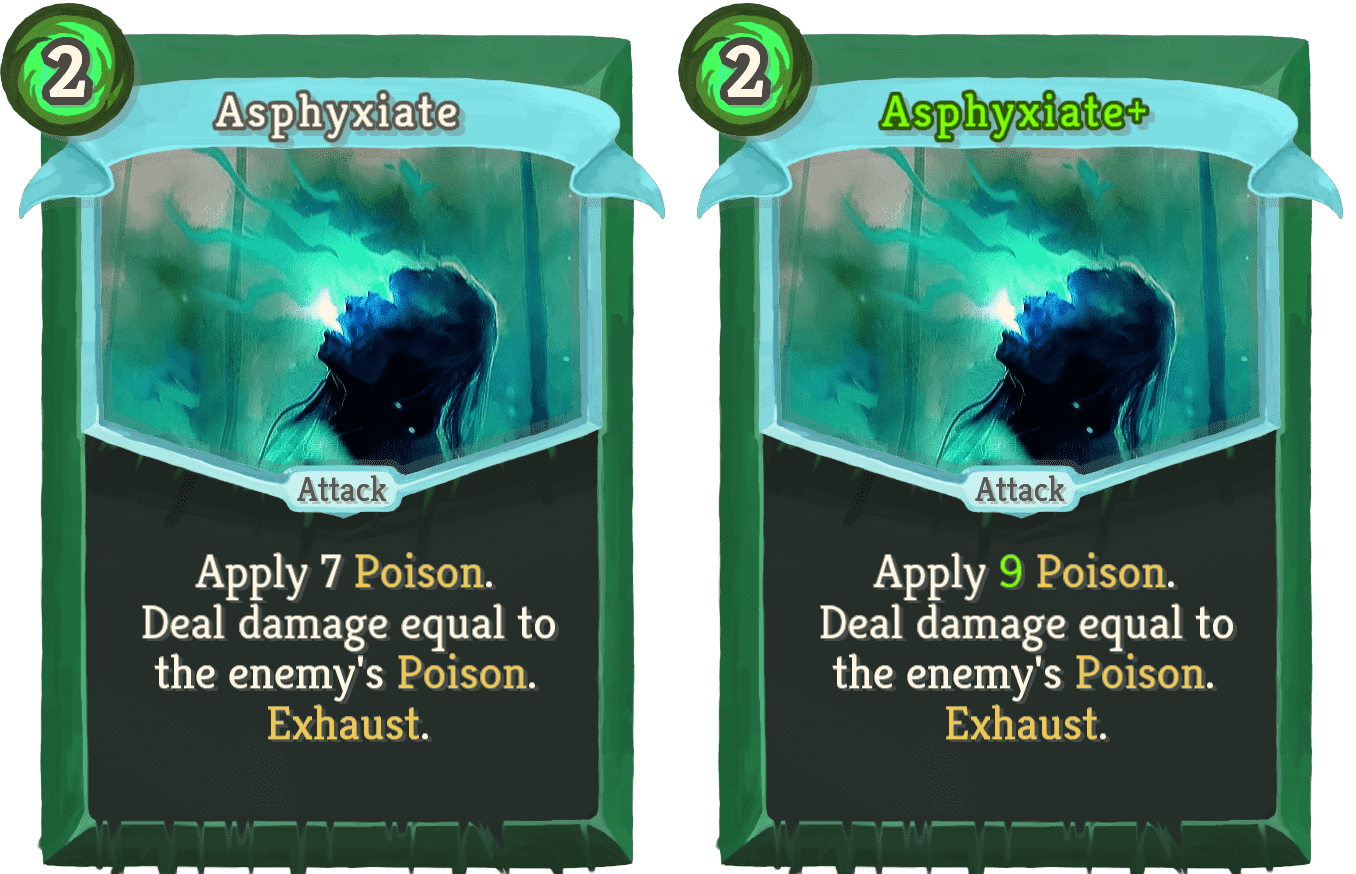 2
Asphyxiate
Attack
Apply 7 Poison.
Deal damage equal to
the enemy's Poison.
Exhaust.
2
Asphyxiate+
Attack
Apply 9 Poison.
Deal damage equal to
the enemy's Poison.
Exhaust.